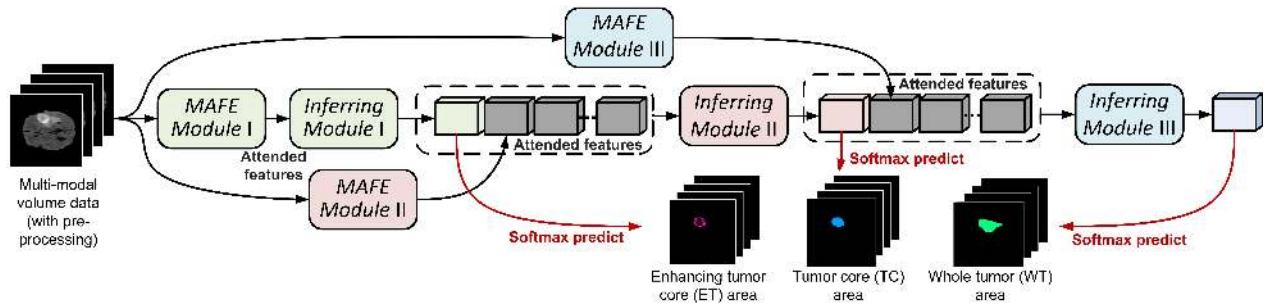 MAFE
Module III
Attended features
MAFE
Module I
Inferring
Module I
Attended
features
Attended features
Inferring
Module II
Inferring
Module III
Softmax predict
MAFE
Module II
Multi-modal
volume data
(with pre-
processing)
Softmax predict
Softmax predict
Enhancing tumor
core (ET) area
Tumor core (TC)
area
Whole tumor (WT)
area